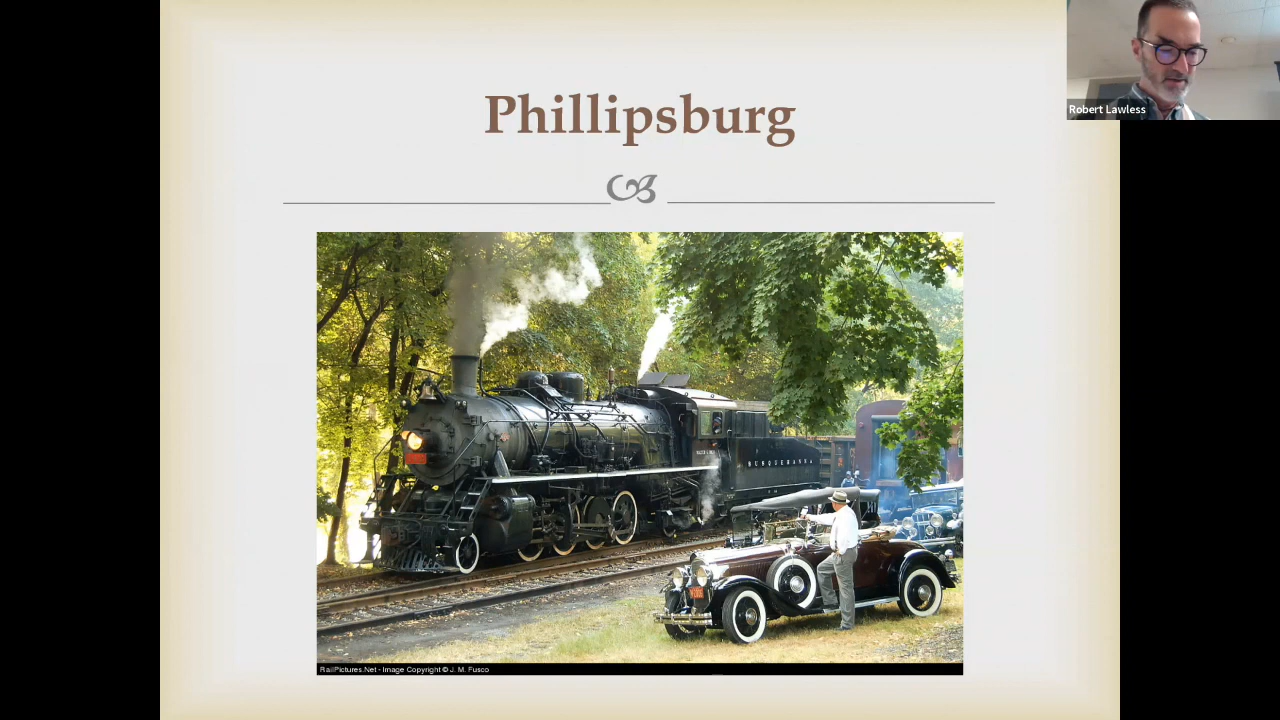 Phillipsburg
Robert Lawless
SUSQUEHANNA
RailPictures.Net - Image Copyright © J. M. Fusco